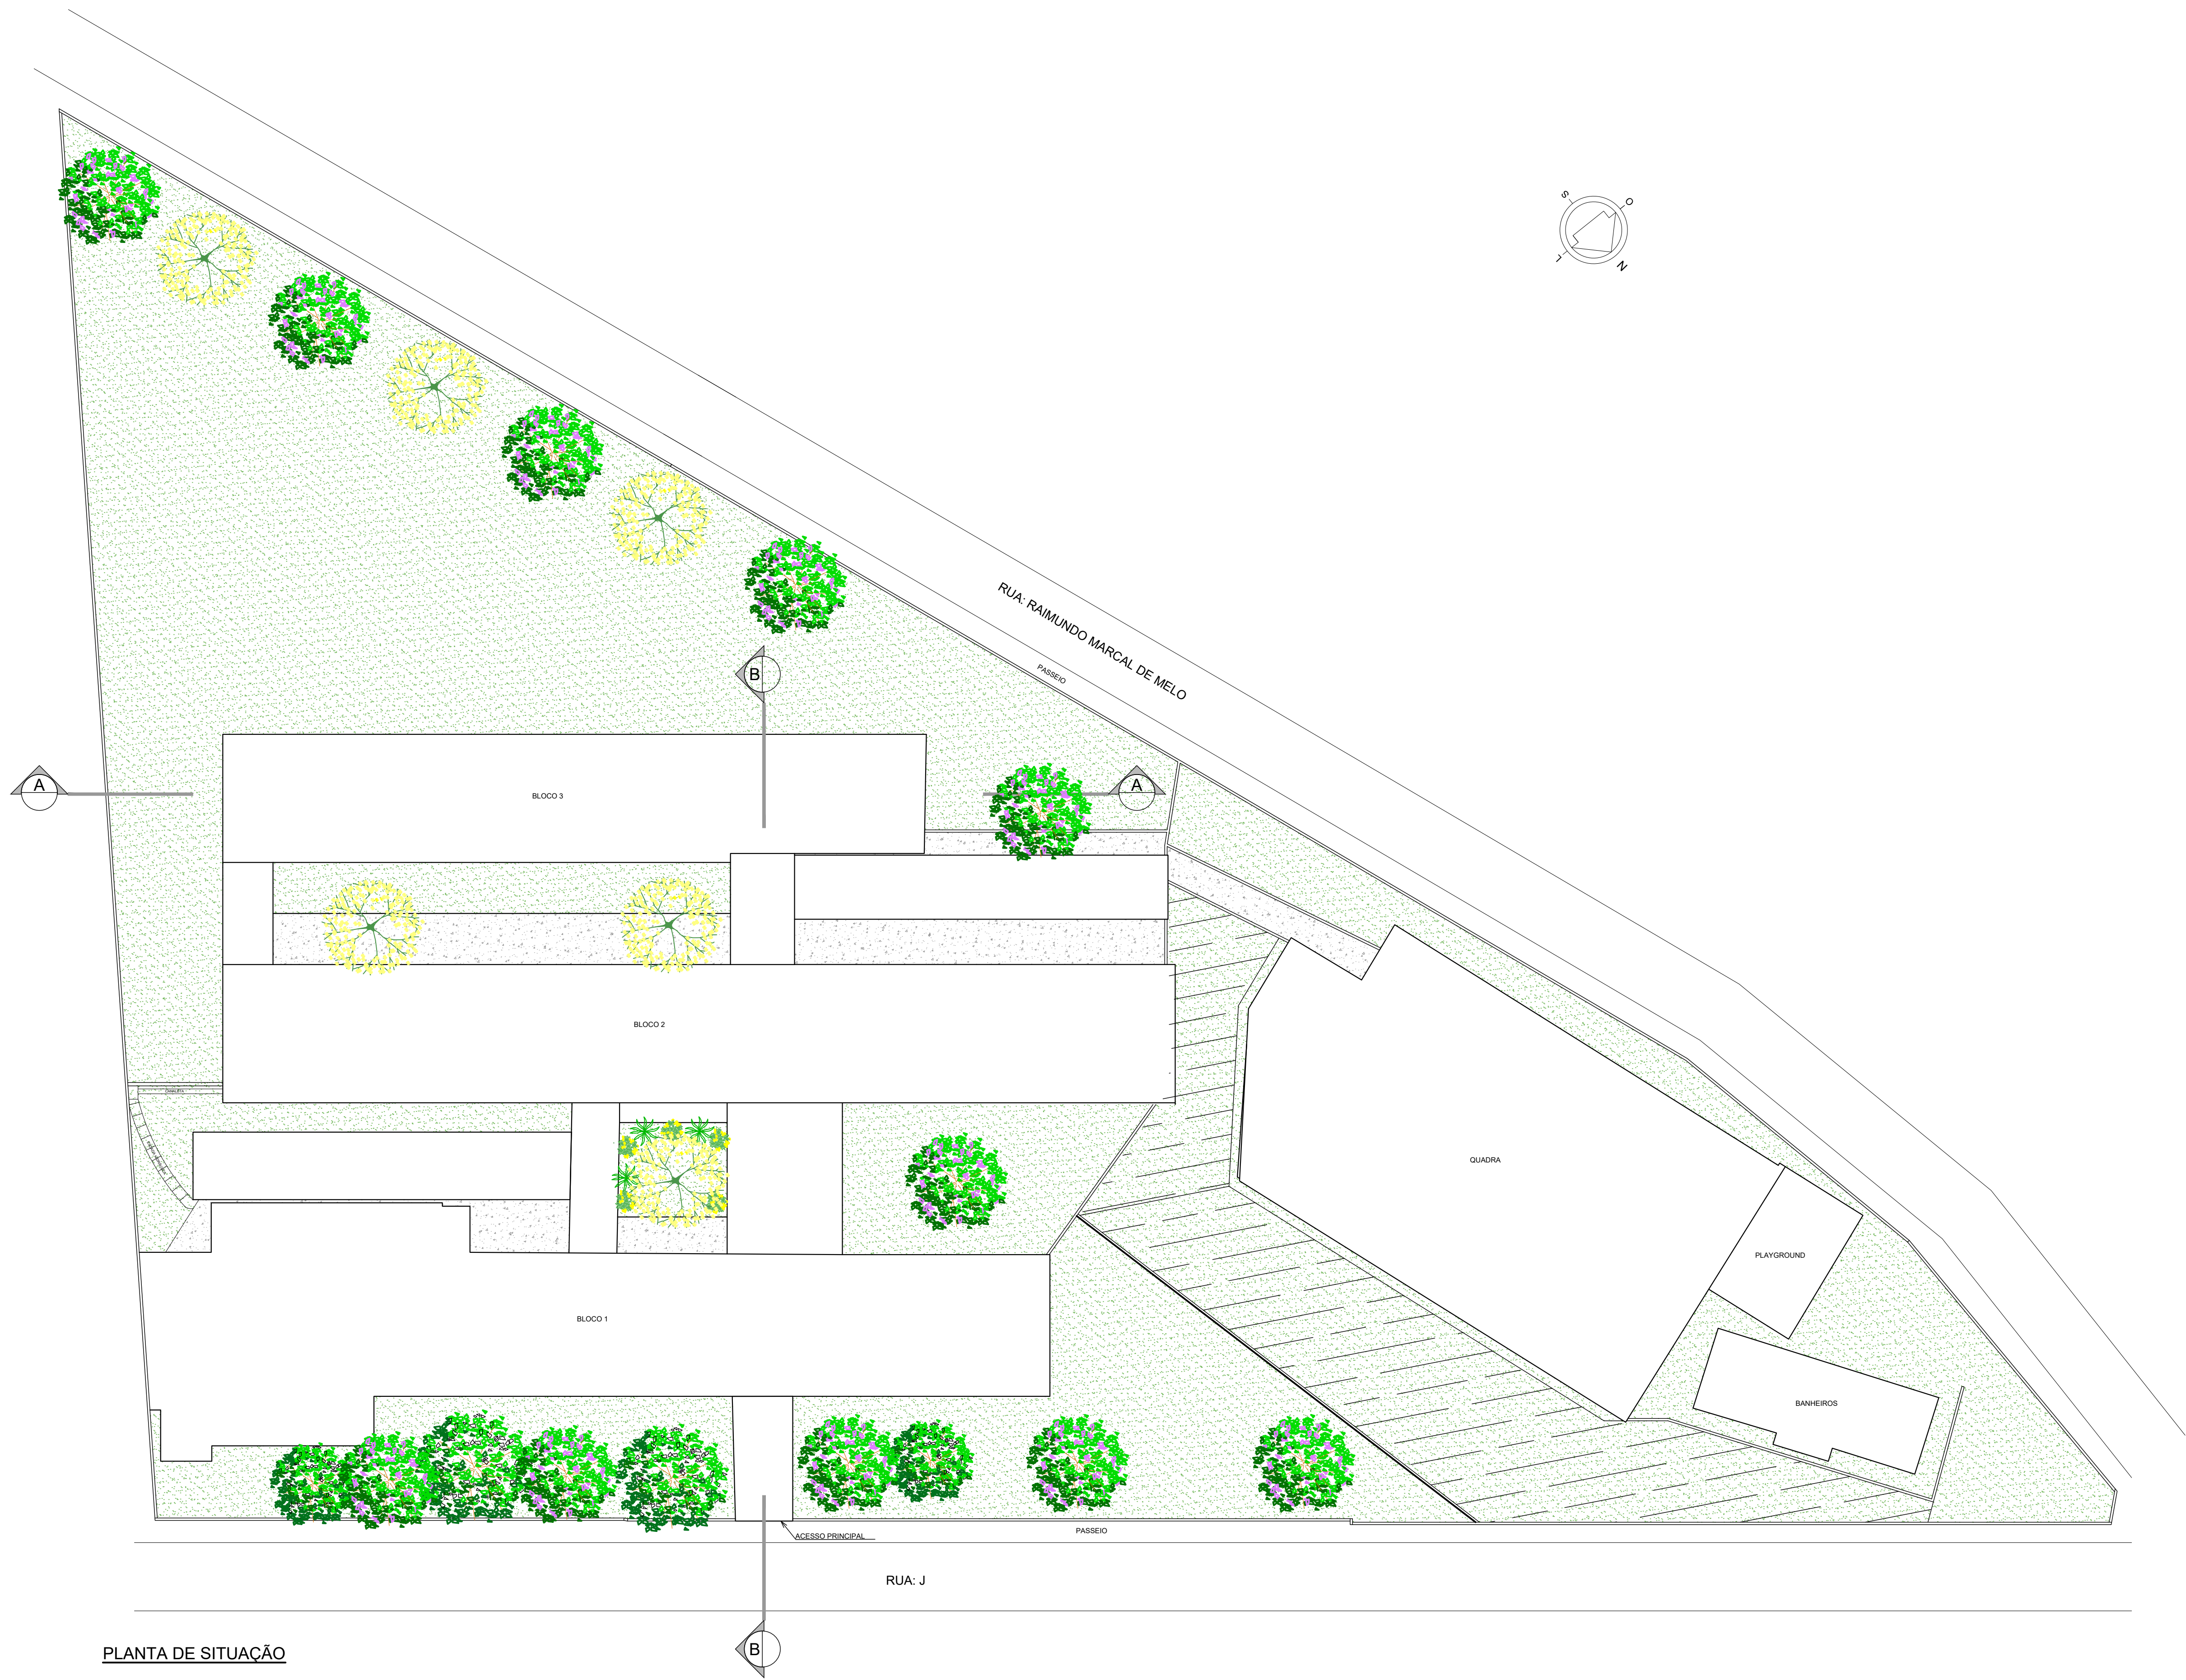 S
O
L
N
RUA: RAIMUNDO MARCAL DE MELO
PASSEIO
B
A
A
BLOCO 3
BLOCO 2
QUADRA
PLAYGROUND
BLOCO 1
BANHEIROS
ACESSO PRINCIPAL
PASSEIO
RUA: J
B
PLANTA DE SITUAÇÃO